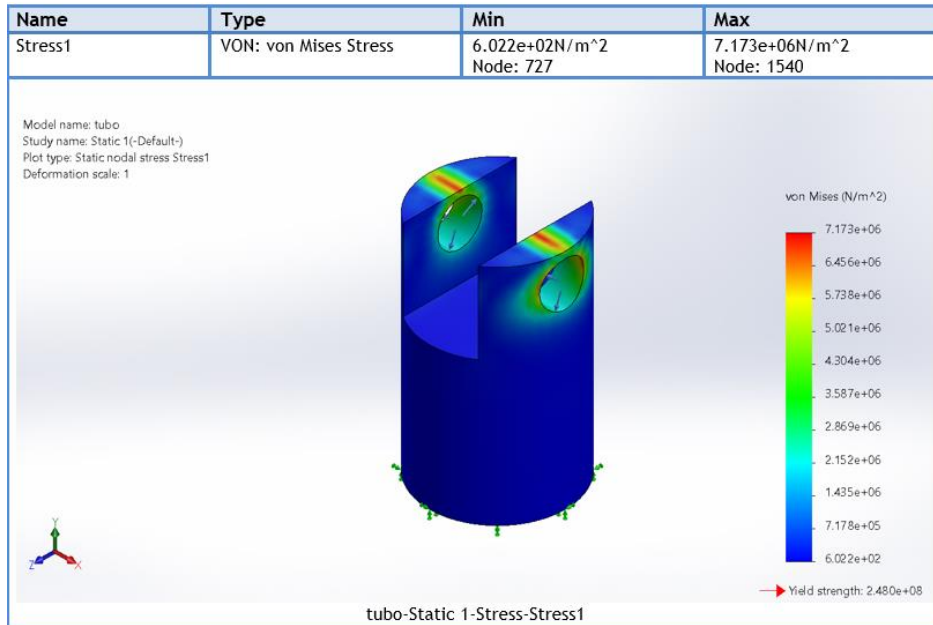 Name Type Min Max
Stress1 VON: von Mises Stress 6.022e+02N/m^2 7.173e+06N/m^2
Node: 727 Node: 1540
Model name: tubo
Study name: Static 1(-Default-)
Plot type: Static nodal stress Stress1
Deformation scale: 1
von Mises (N/m^2)
7.173e+06
6.456e+06
5.738e+06
5.021e+06
4.304e+06
3.587e+06
2.869e+06
2.152e+06
1.435e+06
7.178e+05
6.022e+02
Yield strength: 2.480e+08
Y
Z
X
tubo-Static 1-Stress-Stress1